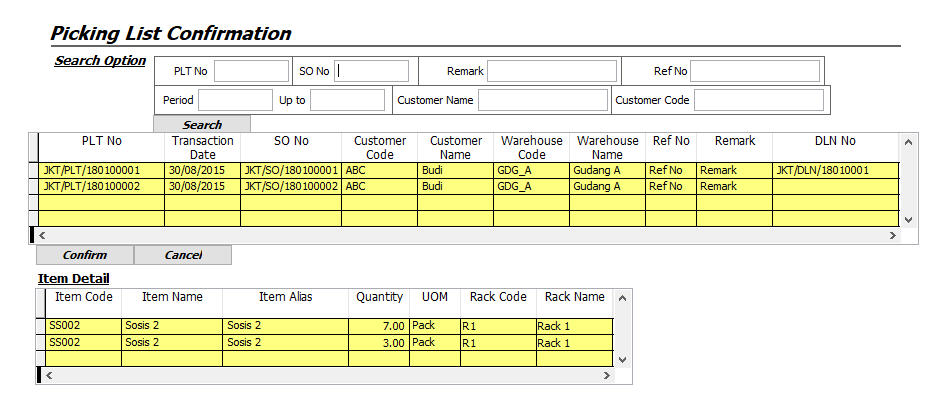 Picking List Confirmation
Search Option
PLT No SO No Remark Ref No
Period Up to Customer Name Customer Code
Search
PLT No Transaction Date SO No Customer Code Customer Name Warehouse Code Warehouse Name Ref No Remark DLN No
JKT/PLT/180100001 30/08/2015 JKT/SO/180100001 ABC Budi GDG_A Gudang A Ref No Remark JKT/DLN/18010001
JKT/PLT/180100002 30/08/2015 JKT/SO/180100002 ABC Budi GDG_A Gudang A Ref No Remark
Confirm Cancel
Item Detail
Item Code Item Name Item Alias Quantity UOM Rack Code Rack Name
SS002 Sosis 2 Sosis 2 7.00 Pack R1 Rack 1
SS002 Sosis 2 Sosis 2 3.00 Pack R1 Rack 1